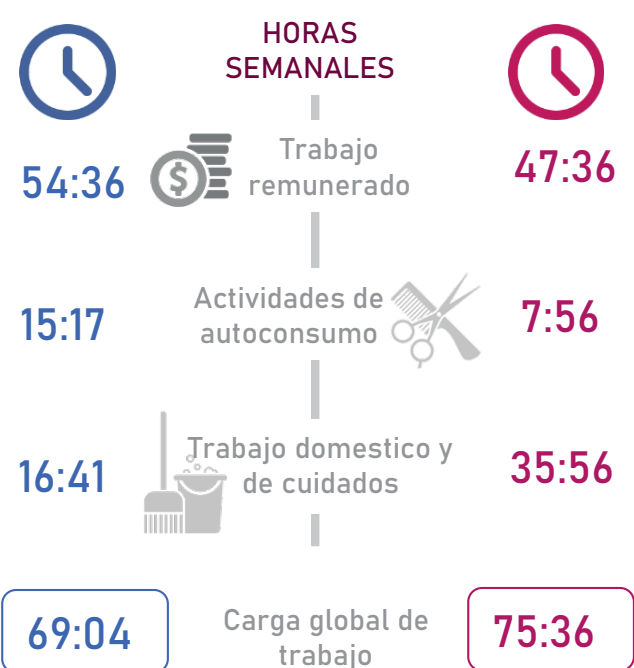 HORAS
SEMANALES
54:36
$
Trabajo
remunerado
47:36
15:17
Actividades de
autoconsumo
7:56
16:41
Trabajo domestico y
de cuidados
35:56
69:04
Carga global de
trabajo
75:36